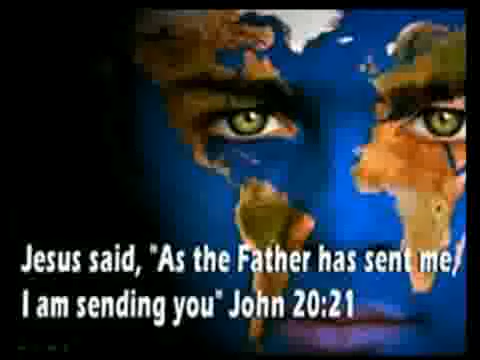 Jesus said, "As the Father has sent me,
I am sending you" John 20:21